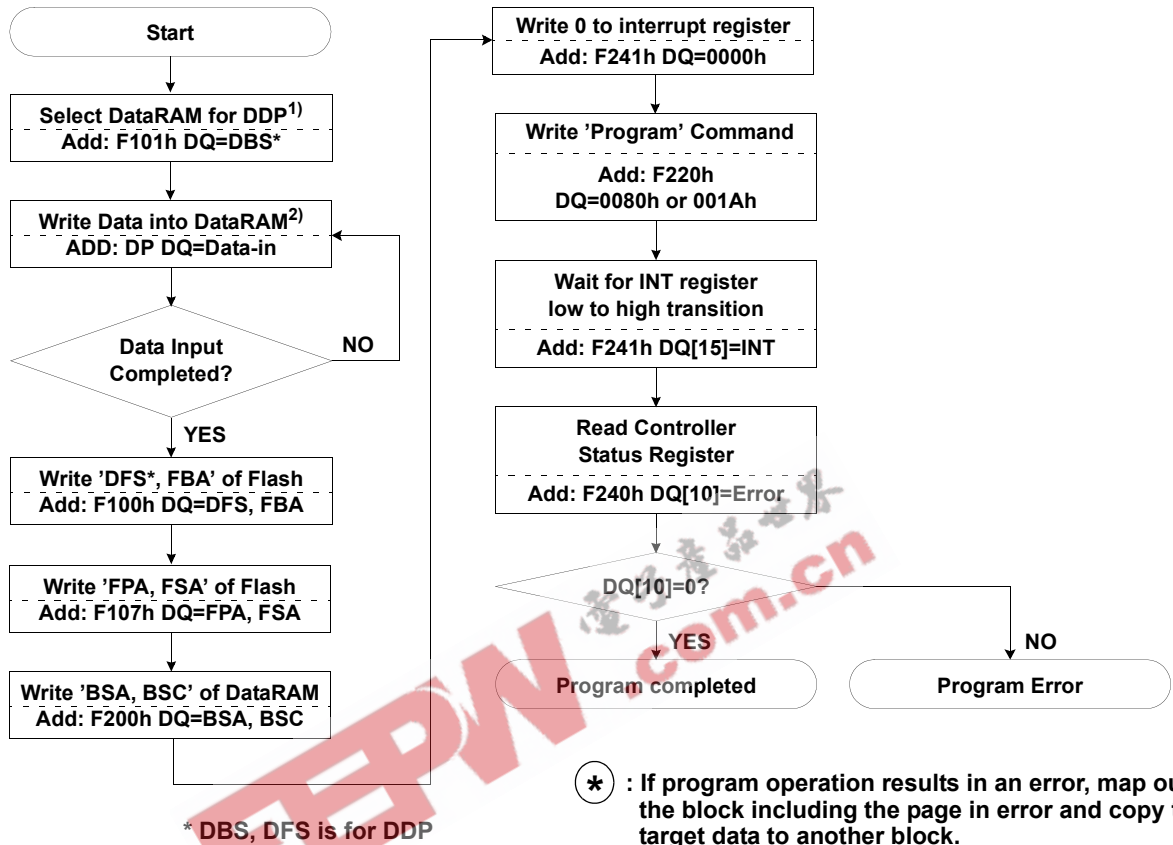 Start
Select DataRAM for DDP1)
Add: F101h DQ=DBS*
Write Data into DataRAM2)
ADD: DP DQ=Data-in
Data Input
Completed?
NO
YES
Write ’DFS*, FBA’ of Flash
Add: F100h DQ=DFS, FBA
Write ’FPA, FSA’ of Flash
Add: F107h DQ=FPA, FSA
Write ’BSA, BSC’ of DataRAM
Add: F200h DQ=BSA, BSC
* DBS, DFS is for DDP
Write 0 to interrupt register
Add: F241h DQ=0000h
Write ’Program’ Command
Add: F220h
DQ=0080h or 001Ah
Wait for INT register
low to high transition
Add: F241h DQ[15]=INT
Read Controller
Status Register
Add: F240h DQ[10]=Error
DQ[10]=0?
YES
NO
Program completed
Program Error
* : If program operation results in an error, map
the block including the page in error and copy
target data to another block.
.com.cn